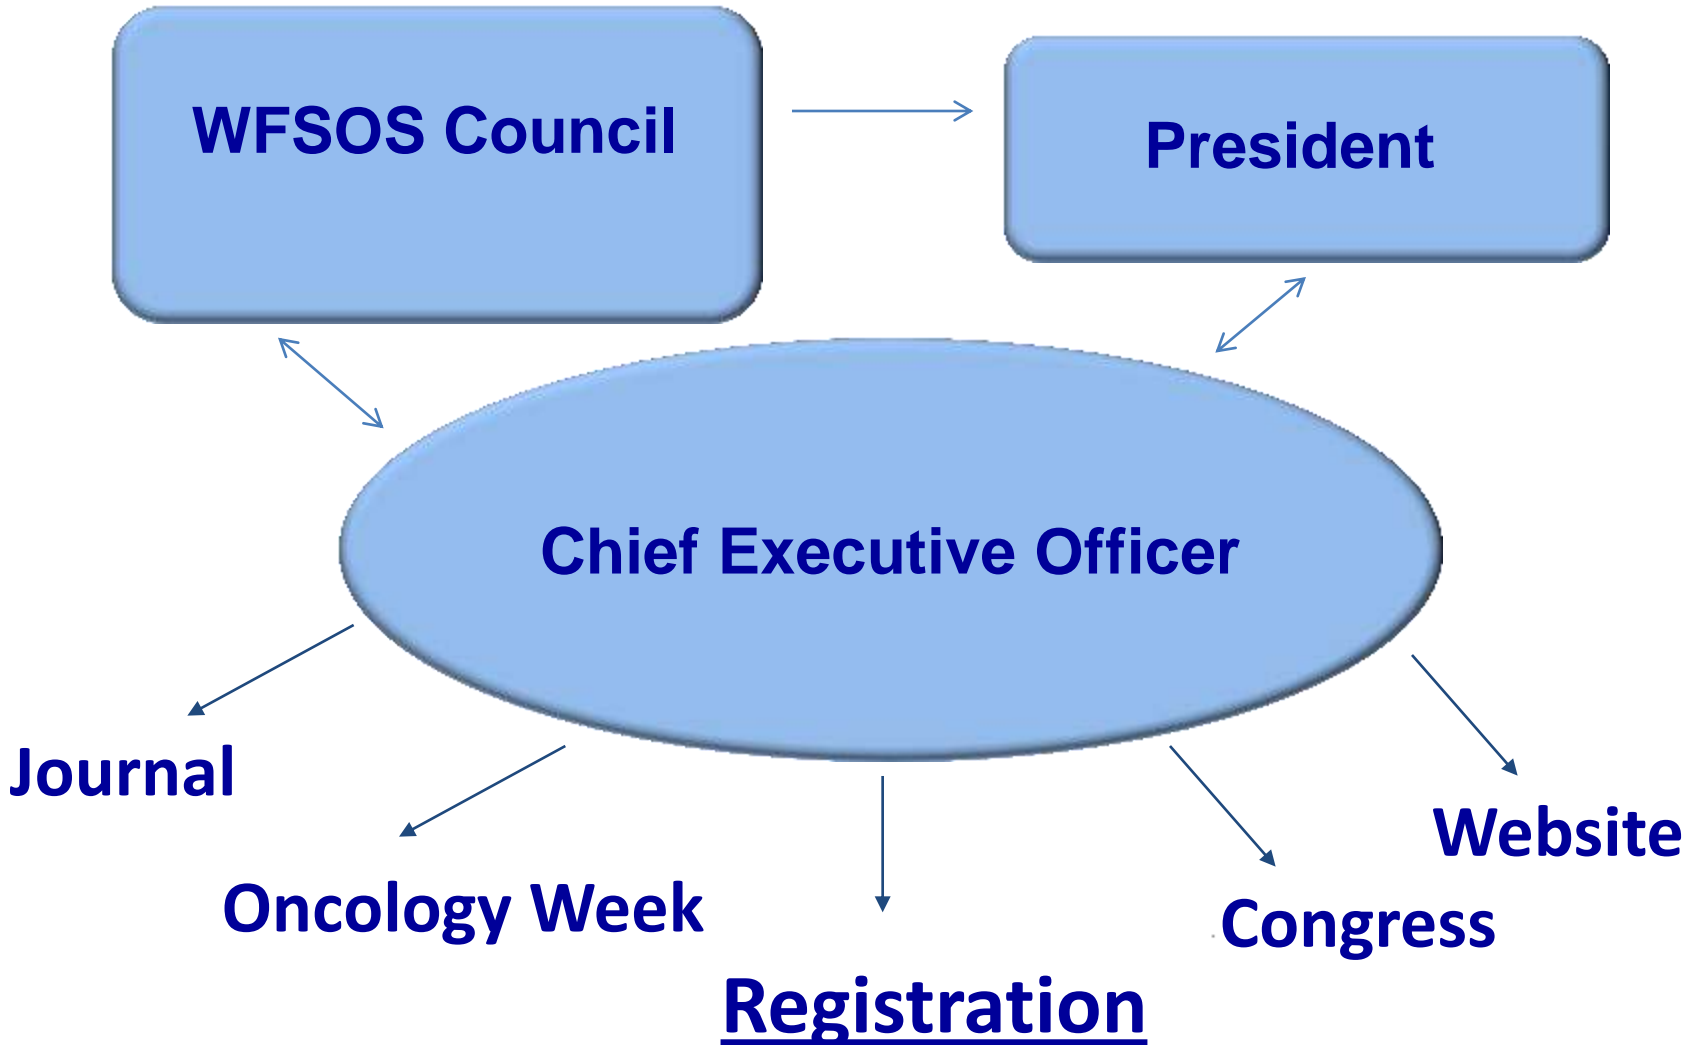 WFSOS Council
President
Chief Executive Officer
Journal
Website
Oncology Week
Congress
Registration